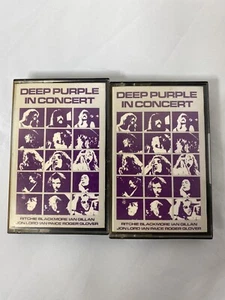 DEEP PURPLE
IN CONCERT
RITCHIE BLACKMORE IAN GILLAN
JON LORD IAN PAICE ROGER GLOVER
DEEP PURPLE
IN CONCERT
RITCHIE BLACKMORE IAN GILLAN
JON LORD IAN PAICE ROGER GLOVER